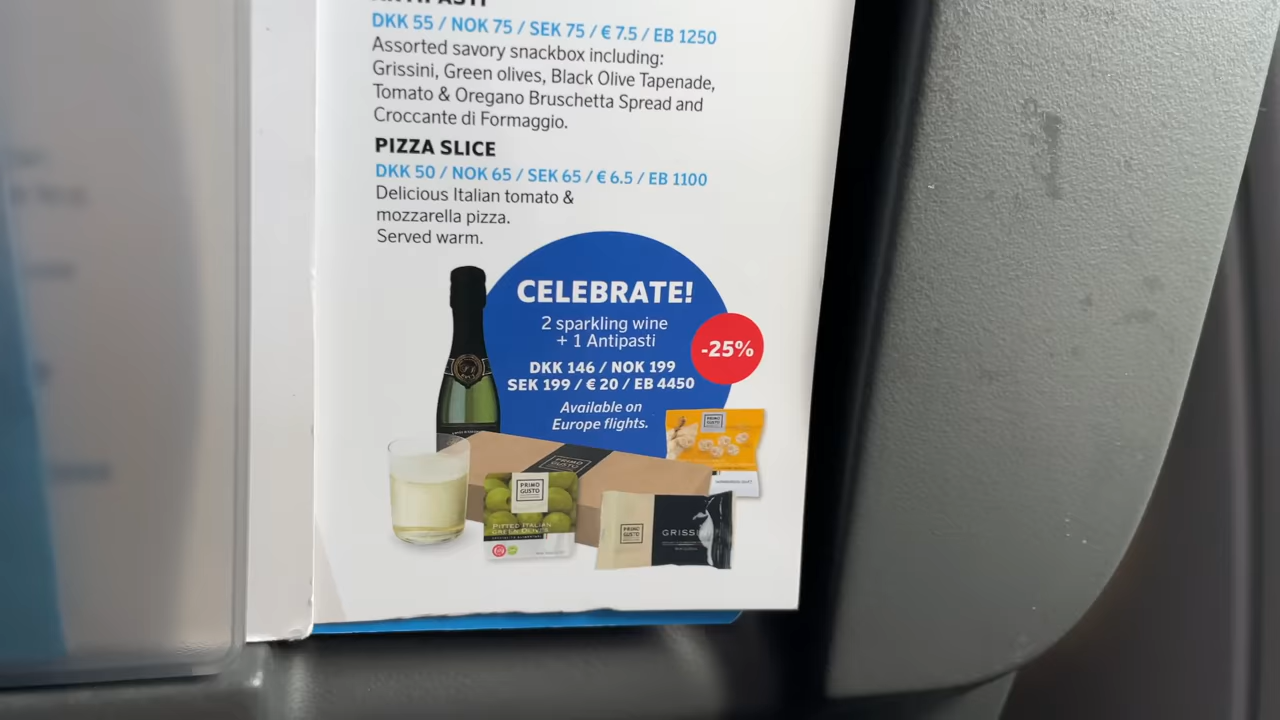 DKK 55 / NOK 75 / SEK 75 / € 7.5 / EB 1250
Assorted savory snackbox including:
Grissini, Green olives, Black Olive Tapenade,
Tomato & Oregano Bruschetta Spread and
Croccante di Formaggio.
PIZZA SLICE
DKK 50 / NOK 65 / SEK 65 / € 6.5 / EB 1100
Delicious Italian tomato &
mozzarella pizza.
Served warm.
CELEBRATE!
2 sparkling wine
+ 1 Antipasti
-25%
DKK 146 / NOK 199
SEK 199 / € 20 / EB 4450
Available on
Europe flights.
PRIMO
GUSTO
PRIMO
GUSTO
PRIMO
GUSTO
PITTED ITALIAN
GREEN OLIVES
PRIMO
GUSTO